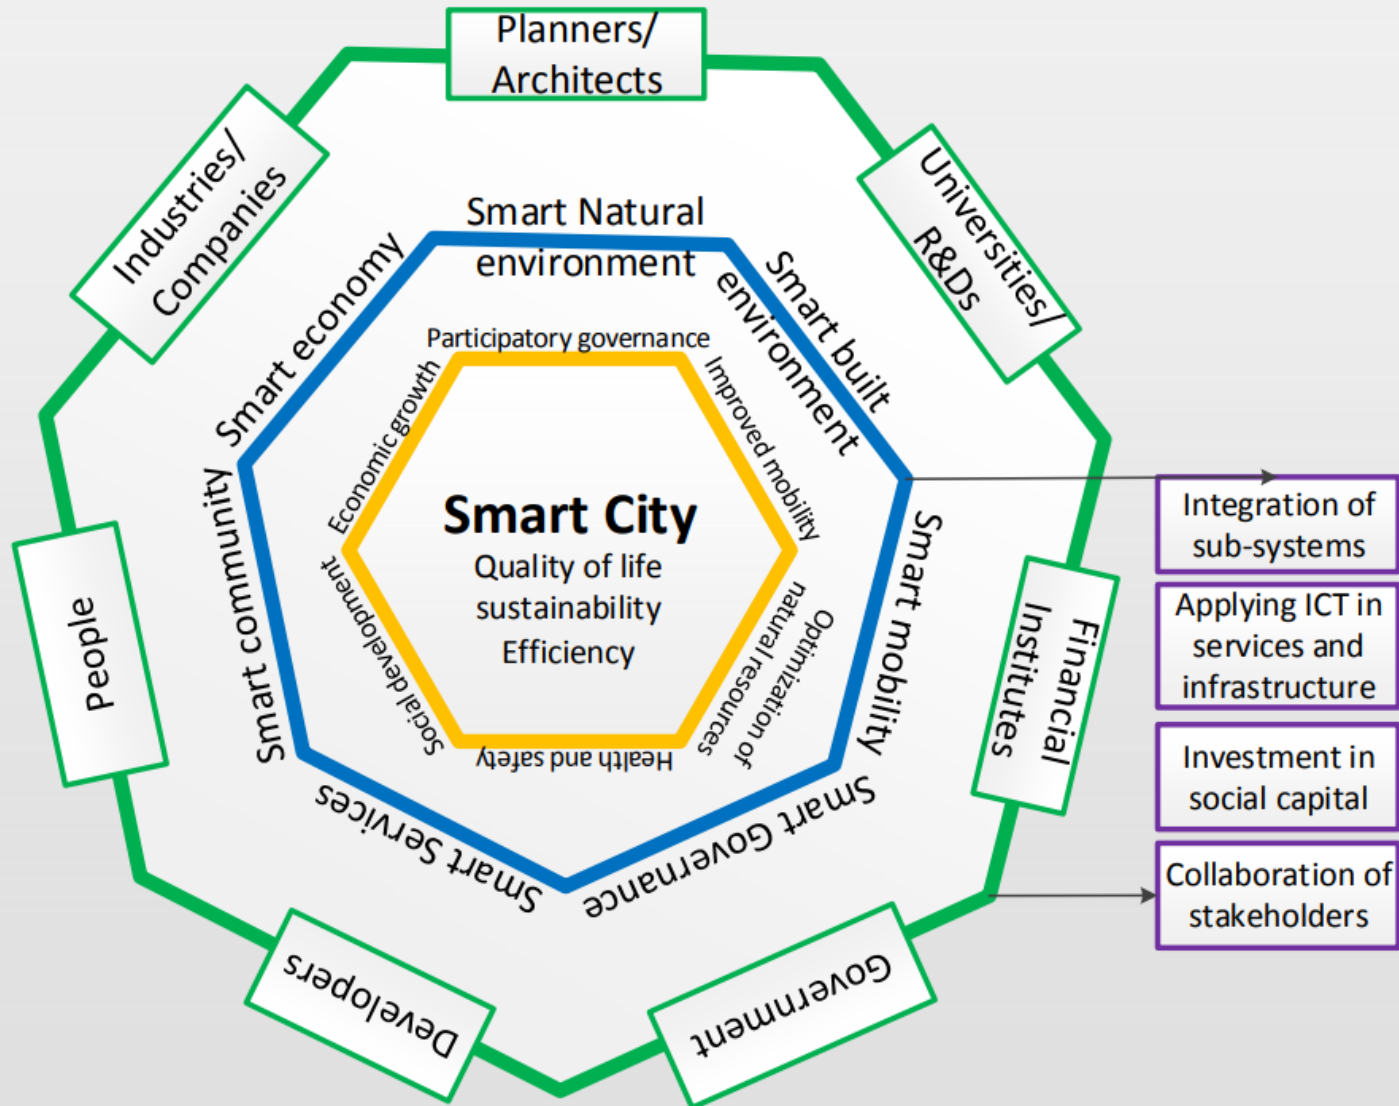 Planners/
Architects
Industries/
Companies
Universities/
R&Ds
Smart Natural
environment
Smart economy
Smart built
environment
Participatory governance
Economic growth
Improved mobility
Smart City
Quality of life
sustainability
Efficiency
Integration of
sub-systems
Applying ICT in
services and
infrastructure
Investment in
social capital
Collaboration of
stakeholders
Smart community
Social development
Optimization of
natural resources
Smart mobility
Financial
Institutes
People
Health and safety
Smart Services
Smart Governance
Developers
Government